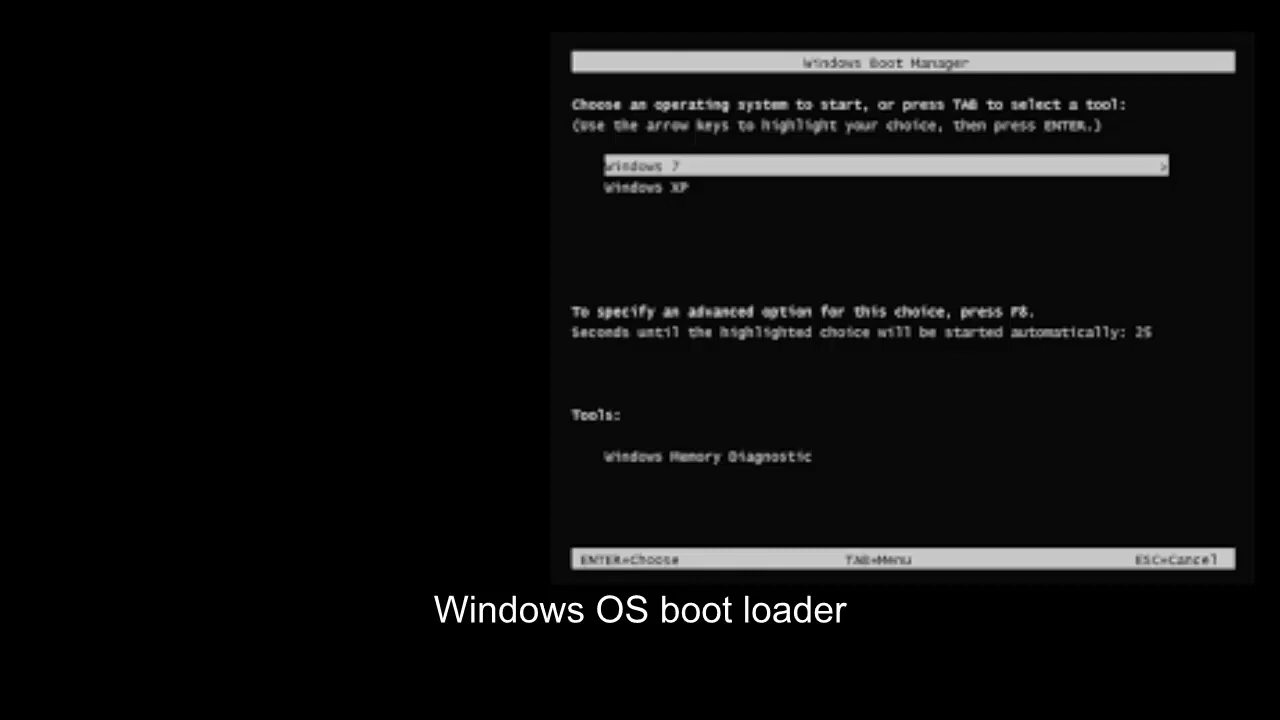 Windows Boot Manager
Choose an operating system to start, or press TAB to select a tool:
(Use the arrow keys to highlight your choice, then press ENTER.)
Windows 7 >
Windows XP
To specify an advanced option for this choice, press F8.
Seconds until the highlighted choice will be started automatically: 25
Tools:
Windows Memory Diagnostic
ENTER=Choose TAB=Menu ESC=Cancel
Windows OS boot loader